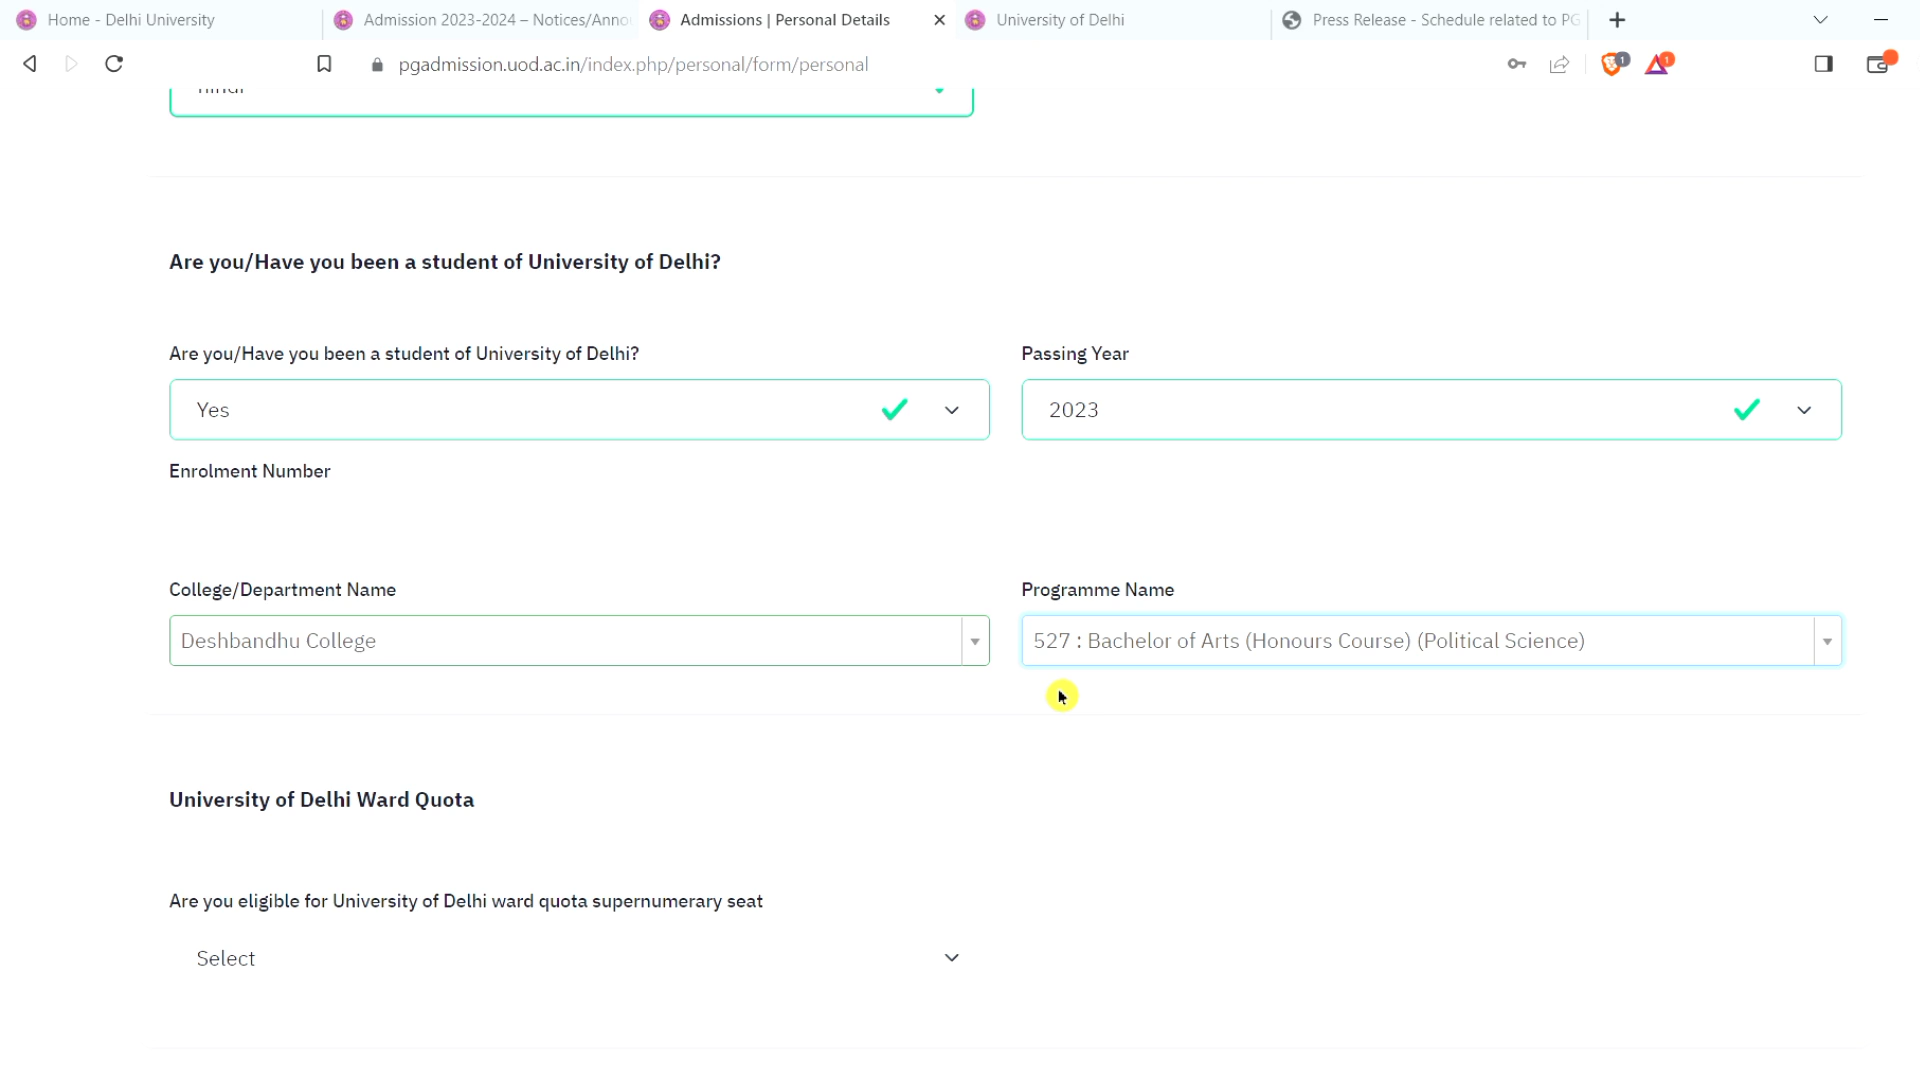 Home - Delhi University
Admission 2023-2024 – Notices/Anno
Admissions | Personal Details
University of Delhi
Press Release - Schedule related to PG
pgadmission.uod.ac.in/index.php/personal/form/personal
1
1
hindi
Are you/Have you been a student of University of Delhi?
Are you/Have you been a student of University of Delhi?
Passing Year
Yes
2023
Enrolment Number
College/Department Name
Programme Name
Deshbandhu College
527 : Bachelor of Arts (Honours Course) (Political Science)
University of Delhi Ward Quota
Are you eligible for University of Delhi ward quota supernumerary seat
Select